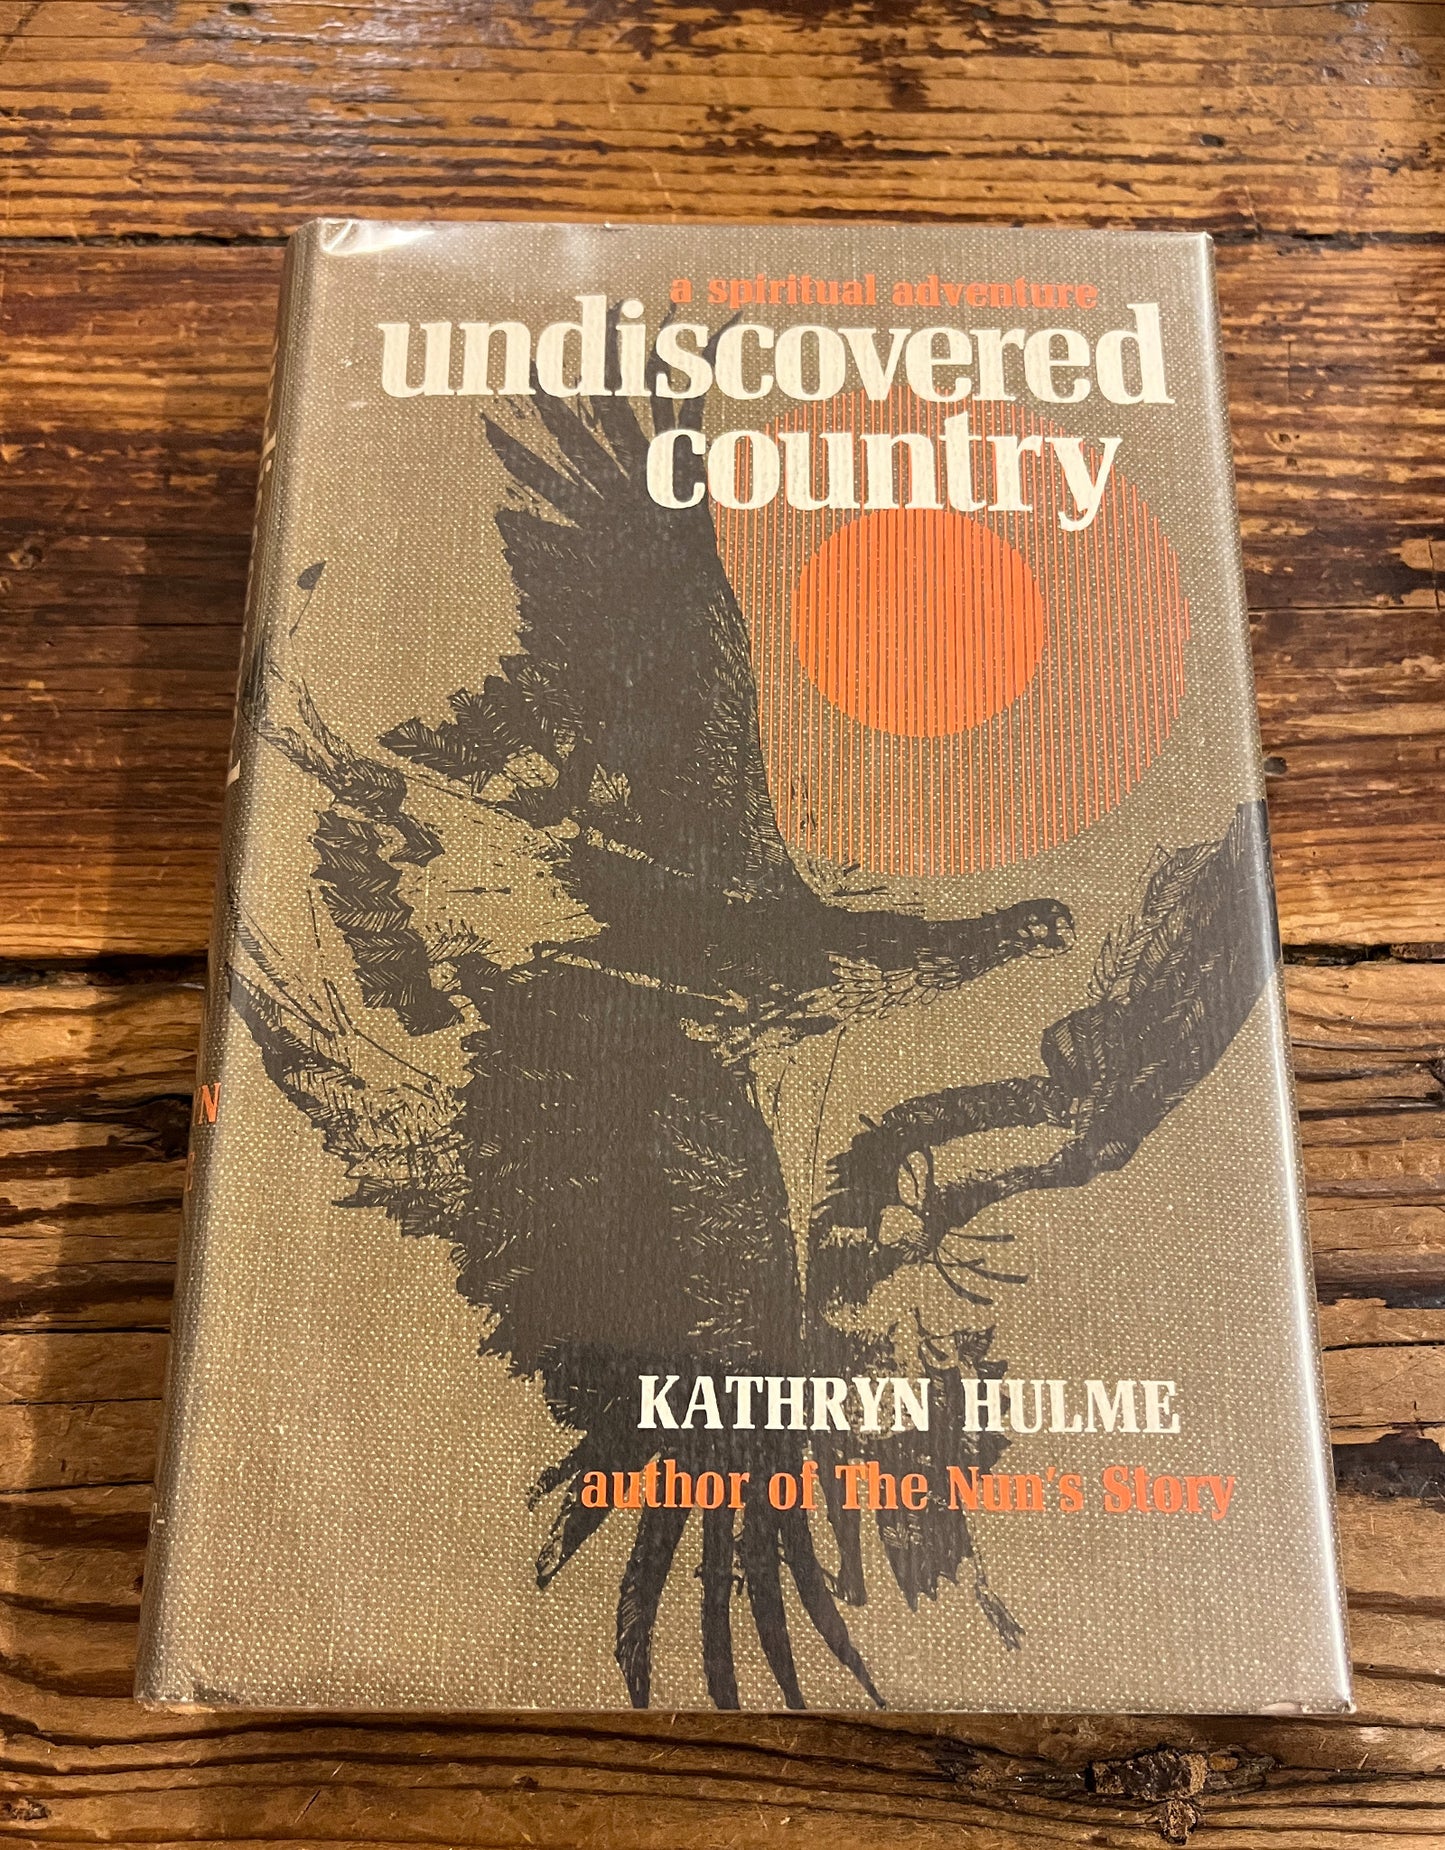 a spiritual adventure
undiscovered
country
KATHRYN HULME
author of The Nun's Story